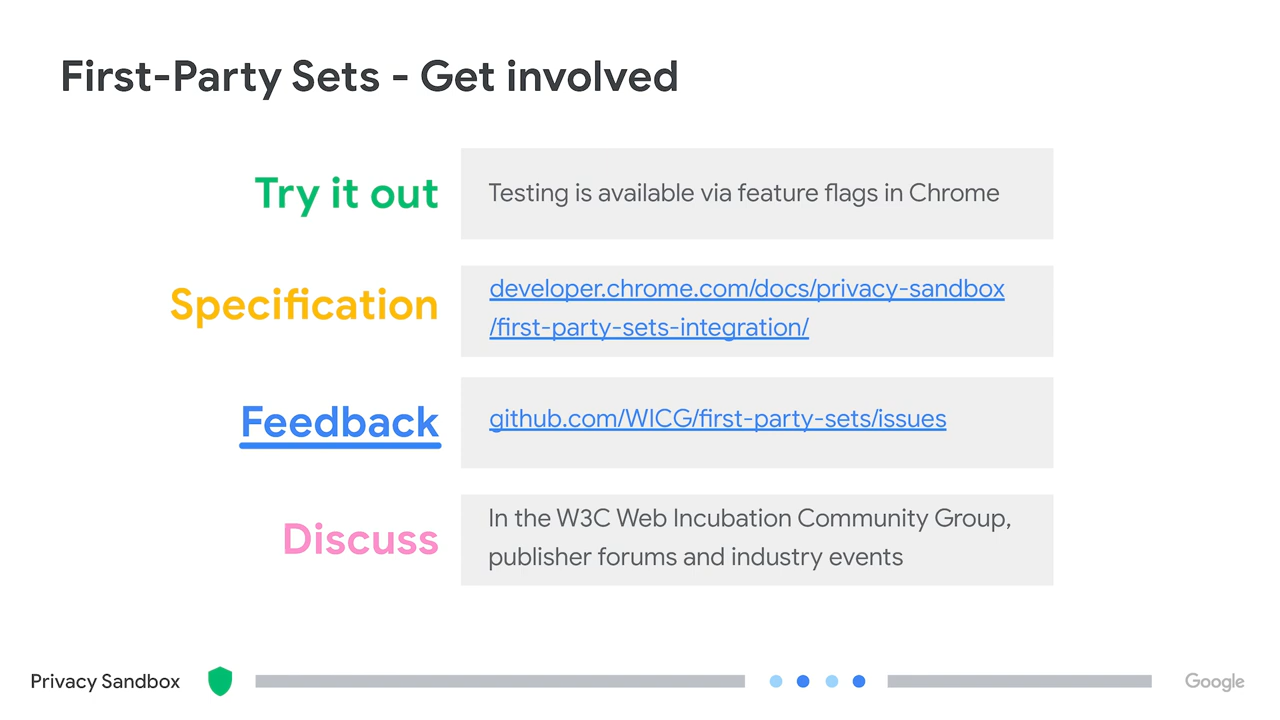 First-Party Sets - Get involved
Try it out
Testing is available via feature flags in Chrome
Specification
developer.chrome.com/docs/privacy-sandbox
/first-party-sets-integration/
Feedback
github.com/WICG/first-party-sets/issues
Discuss
In the W3C Web Incubation Community Group,
publisher forums and industry events
Privacy Sandbox
Google